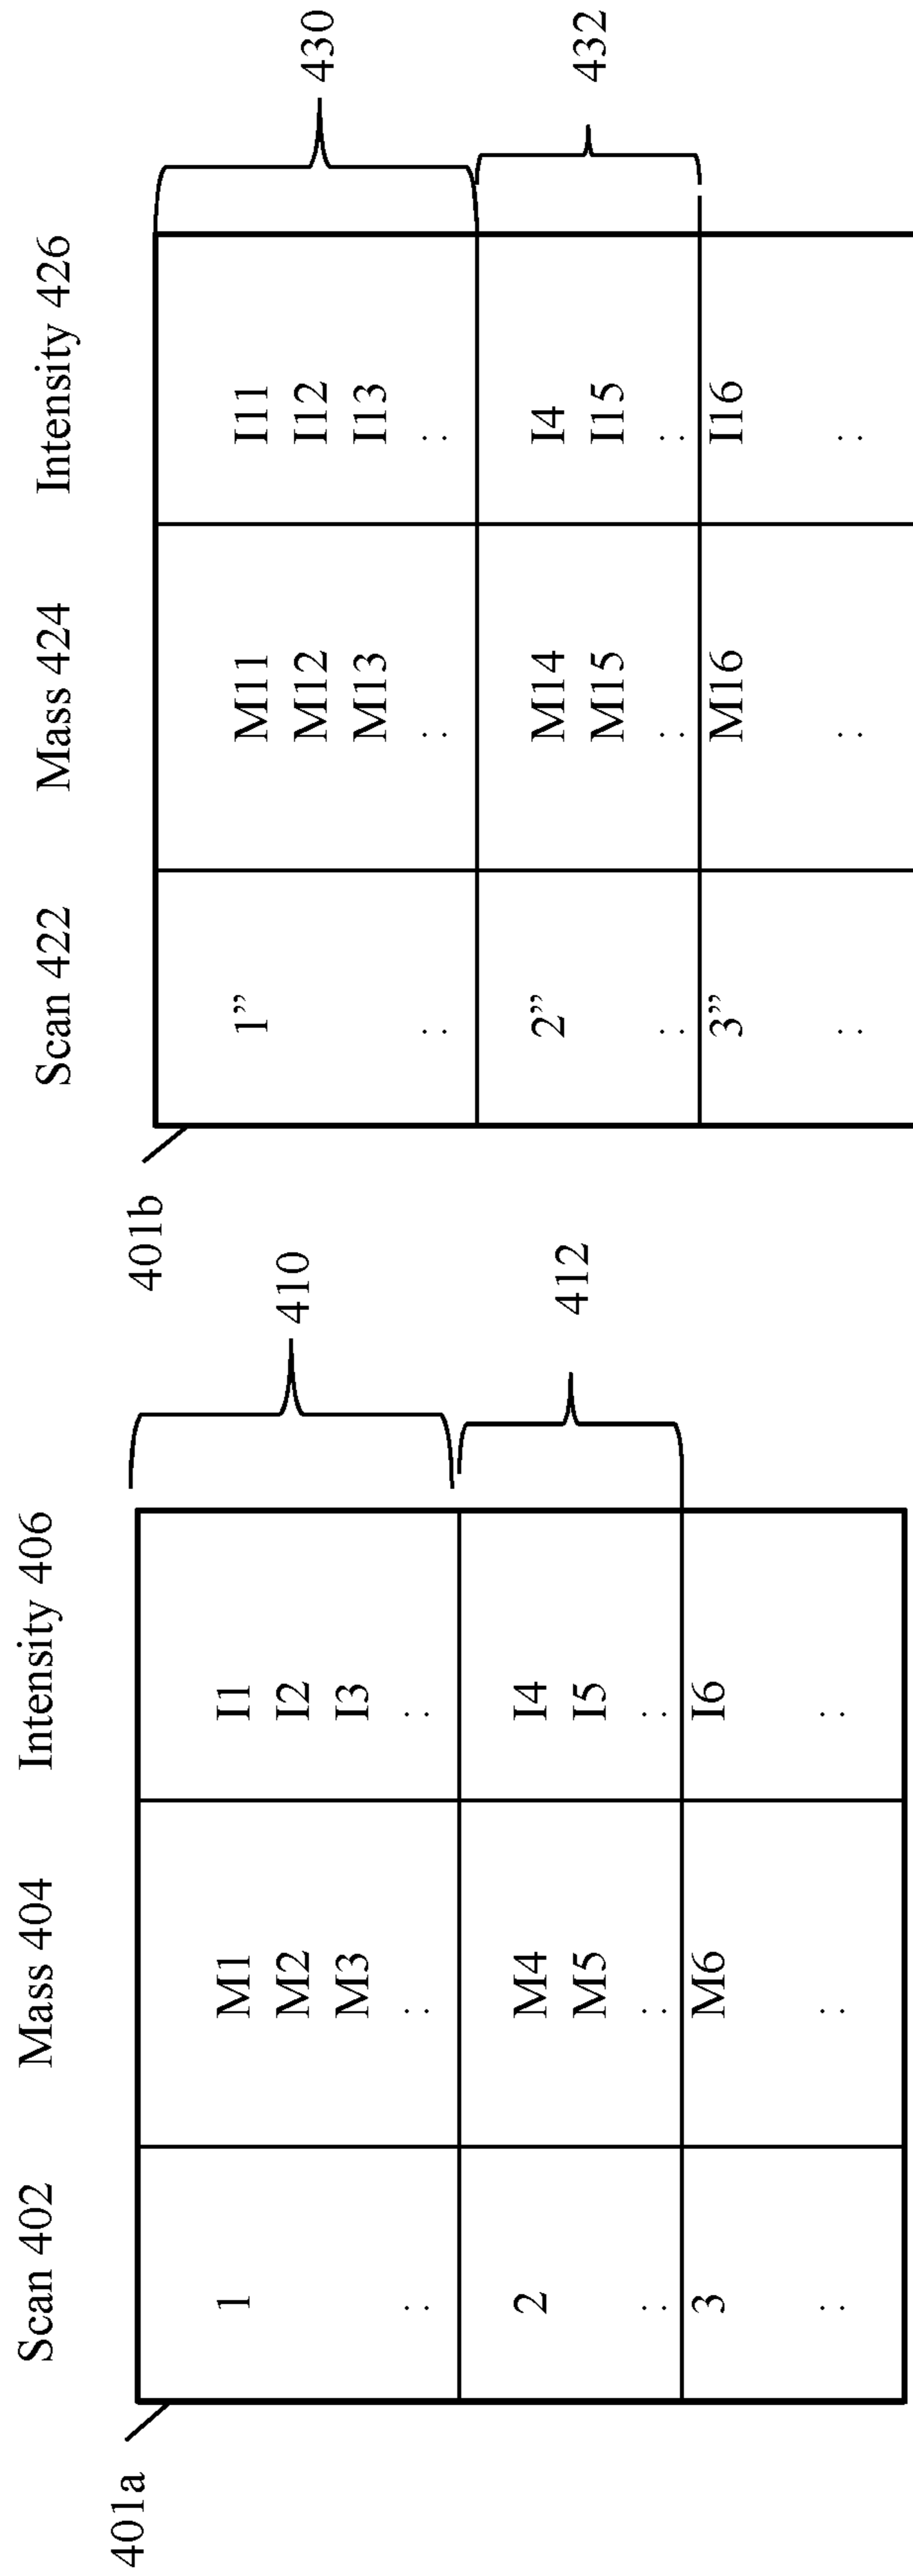 401a
Scan 402 Mass 404 Intensity 406
1 M1 I1
M2 I2
M3 I3
: : :
2 M4 I4
M5 I5
: : :
3 M6 I6
: : :
410
412
401b
Scan 422 Mass 424 Intensity 426
1” M11 I11
M12 I12
M13 I13
: : :
2” M14 I4
M15 I15
: : :
3” M16 I16
: : :
430
432